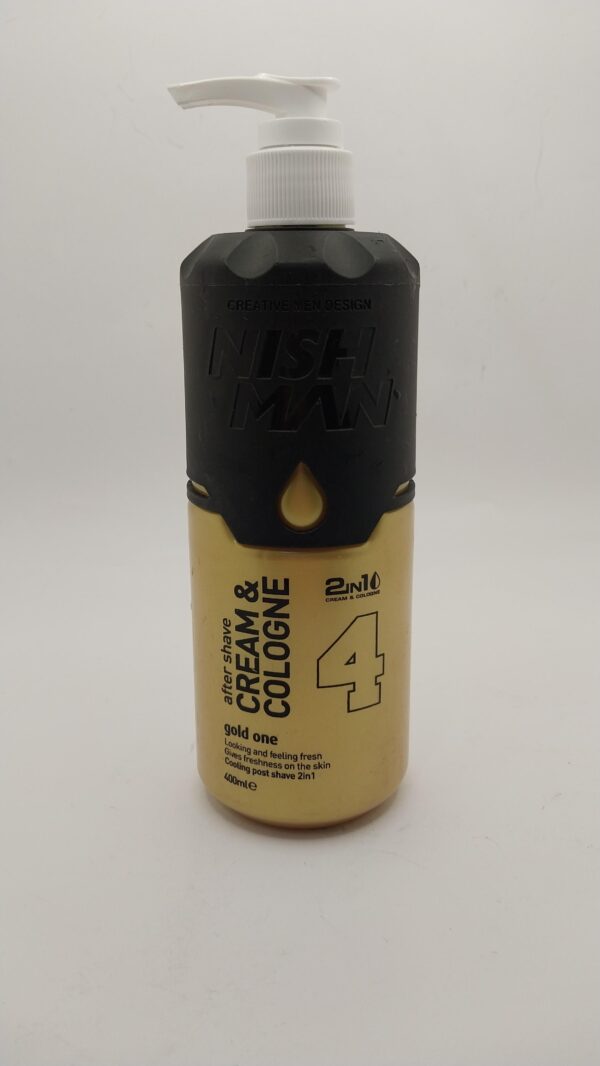 CREATIVE MEN DESIGN
NISH
MAN
after shave
CREAM &
COLOGNE
2IN1
CREAM & COLOGNE
4
gold one
Looking and feeling fresh
Gives freshness on the skin
Cooling post shave 2in1
400ml℮